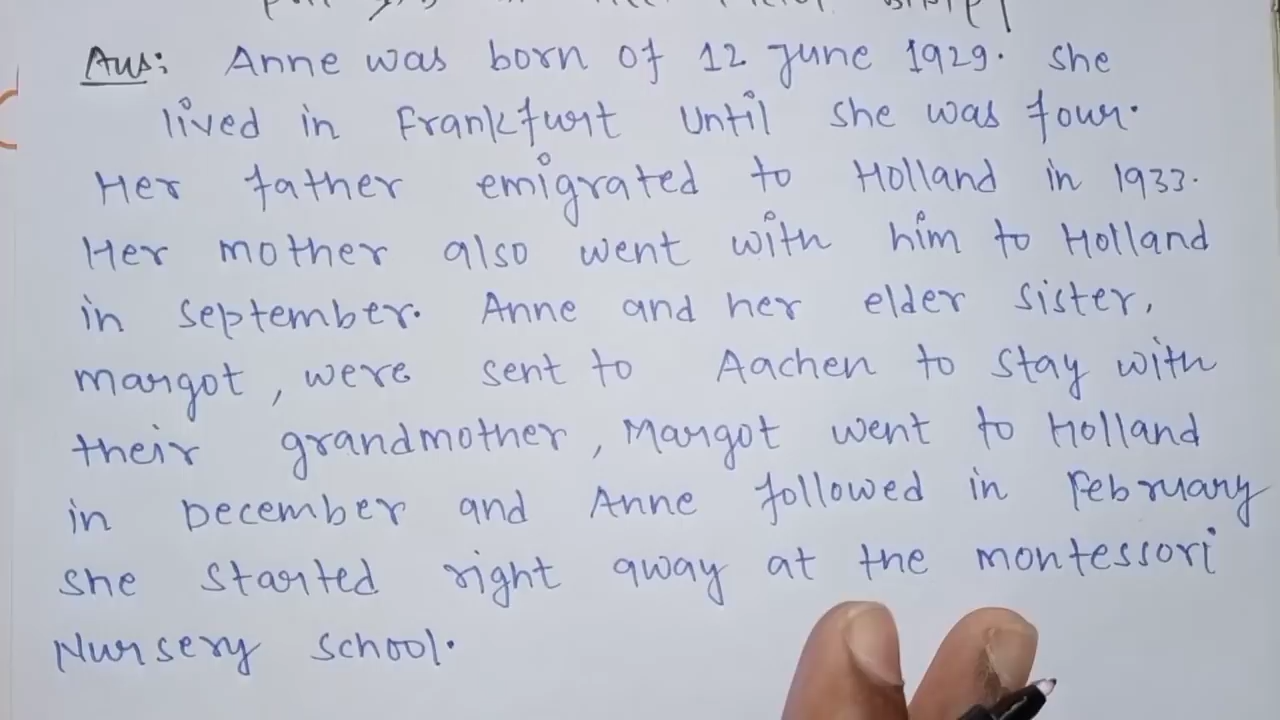 Ans: Anne was born of 12 June 1929. She
lived in Frankfurt Until she was four.
Her father emigrated to Holland in 1933.
Her mother also went with him to Holland
in September. Anne and her elder sister,
Margot, were sent to Aachen to stay with
their grandmother, Margot went to Holland
in December and Anne followed in February
She started right away at the montessori
Nursery School.